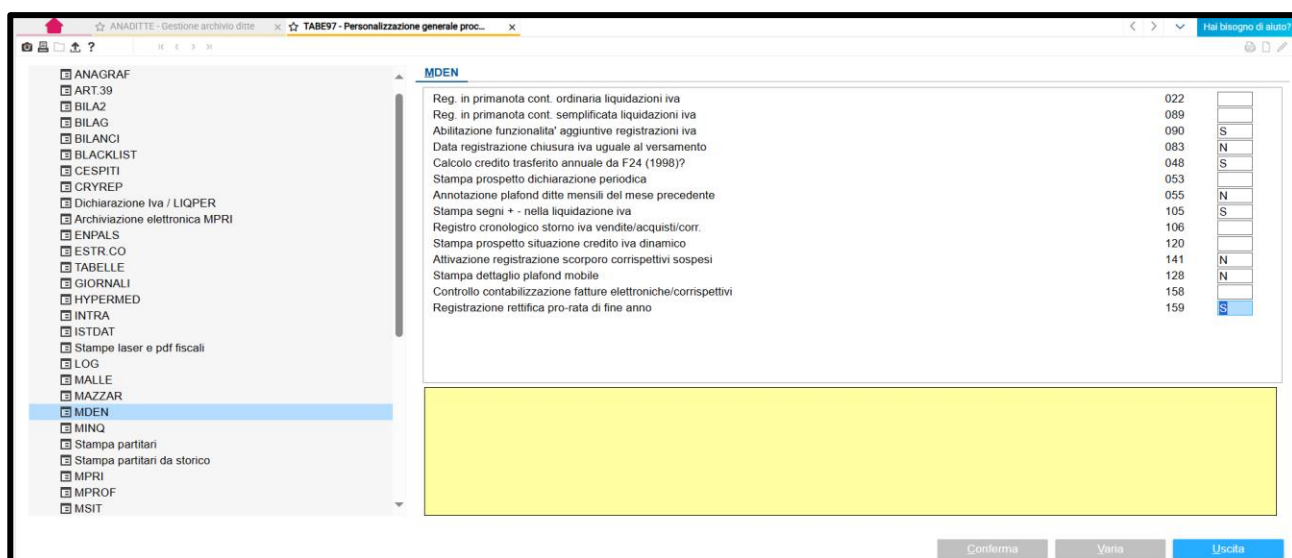 ANADITTE - Gestione archivio ditte x TABE97 - Personalizzazione generale proc... x Hai bisogno di aiuto?
?
ANAGRAF
ART.39
BILA2
BILAG
BILANCI
BLACKLIST
CESPITI
CRYREP
Dichiarazione Iva / LIQPER
Archiviazione elettronica MPRI
ENPALS
ESTR.CO
TABELLE
GIORNALI
HYPERMED
INTRA
ISTDAT
Stampe laser e pdf fiscali
LOG
MALLE
MAZZAR
MDEN
MINQ
Stampa partitari
Stampa partitari da storico
MPRI
MPROF
MSIT
MDEN
Reg. in primanota cont. ordinaria liquidazioni iva 022
Reg. in primanota cont. semplificata liquidazioni iva 089
Abilitazione funzionalita' aggiuntive registrazioni iva 090 S
Data registrazione chiusura iva uguale al versamento 083 N
Calcolo credito trasferito annuale da F24 (1998)? 048 S
Stampa prospetto dichiarazione periodica 053
Annotazione plafond ditte mensili del mese precedente 055 N
Stampa segni + - nella liquidazione iva 105 S
Registro cronologico storno iva vendite/acquisti/corr. 106
Stampa prospetto situazione credito iva dinamico 120
Attivazione registrazione scorporo corrispettivi sospesi 141 N
Stampa dettaglio plafond mobile 128 N
Controllo contabilizzazione fatture elettroniche/corrispettivi 158
Registrazione rettifica pro-rata di fine anno 159 S
Conferma Varia Uscita